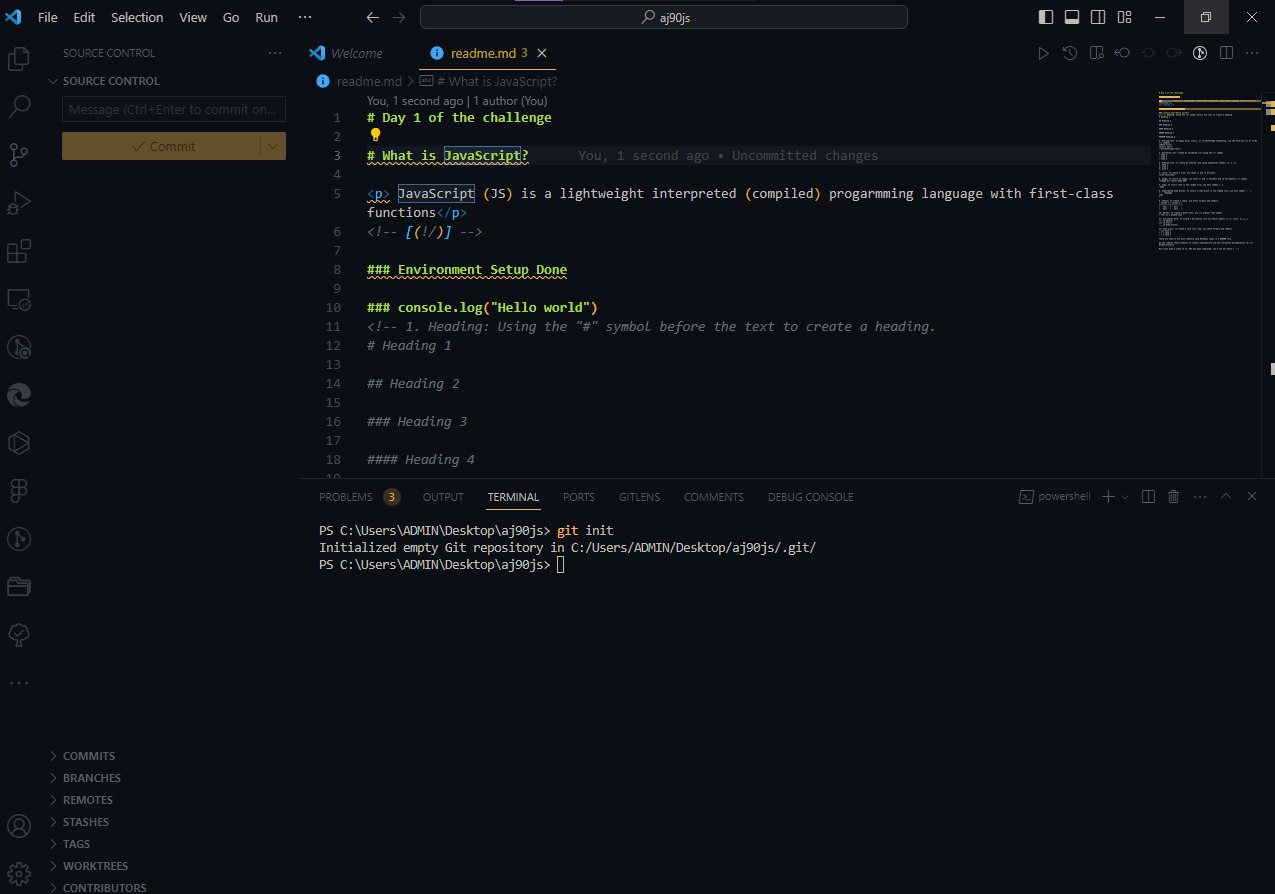 File Edit Selection View Go Run ··· aj90js
SOURCE CONTROL ···
SOURCE CONTROL
Message (Ctrl+Enter to commit on...
Commit
COMMITS
BRANCHES
REMOTES
STASHES
TAGS
WORKTREES
CONTRIBUTORS
Welcome readme.md 3
readme.md > # What is JavaScript?
You, 1 second ago | 1 author (You)
1 # Day 1 of the challenge
2
3 # What is JavaScript? You, 1 second ago • Uncommitted changes
4
5 <p> JavaScript (JS) is a lightweight interpreted (compiled) progarmming language with first-class
functions</p>
6 <!-- [(!/)] -->
7
8 ### Environment Setup Done
9
10 ### console.log("Hello world")
11 <!-- 1. Heading: Using the "#" symbol before the text to create a heading.
12 # Heading 1
13
14 ## Heading 2
15
16 ### Heading 3
17
18 #### Heading 4
19
PROBLEMS 3 OUTPUT TERMINAL PORTS GITLENS COMMENTS DEBUG CONSOLE powershell
PS C:\Users\ADMIN\Desktop\aj90js> git init
Initialized empty Git repository in C:/Users/ADMIN/Desktop/aj90js/.git/
PS C:\Users\ADMIN\Desktop\aj90js>